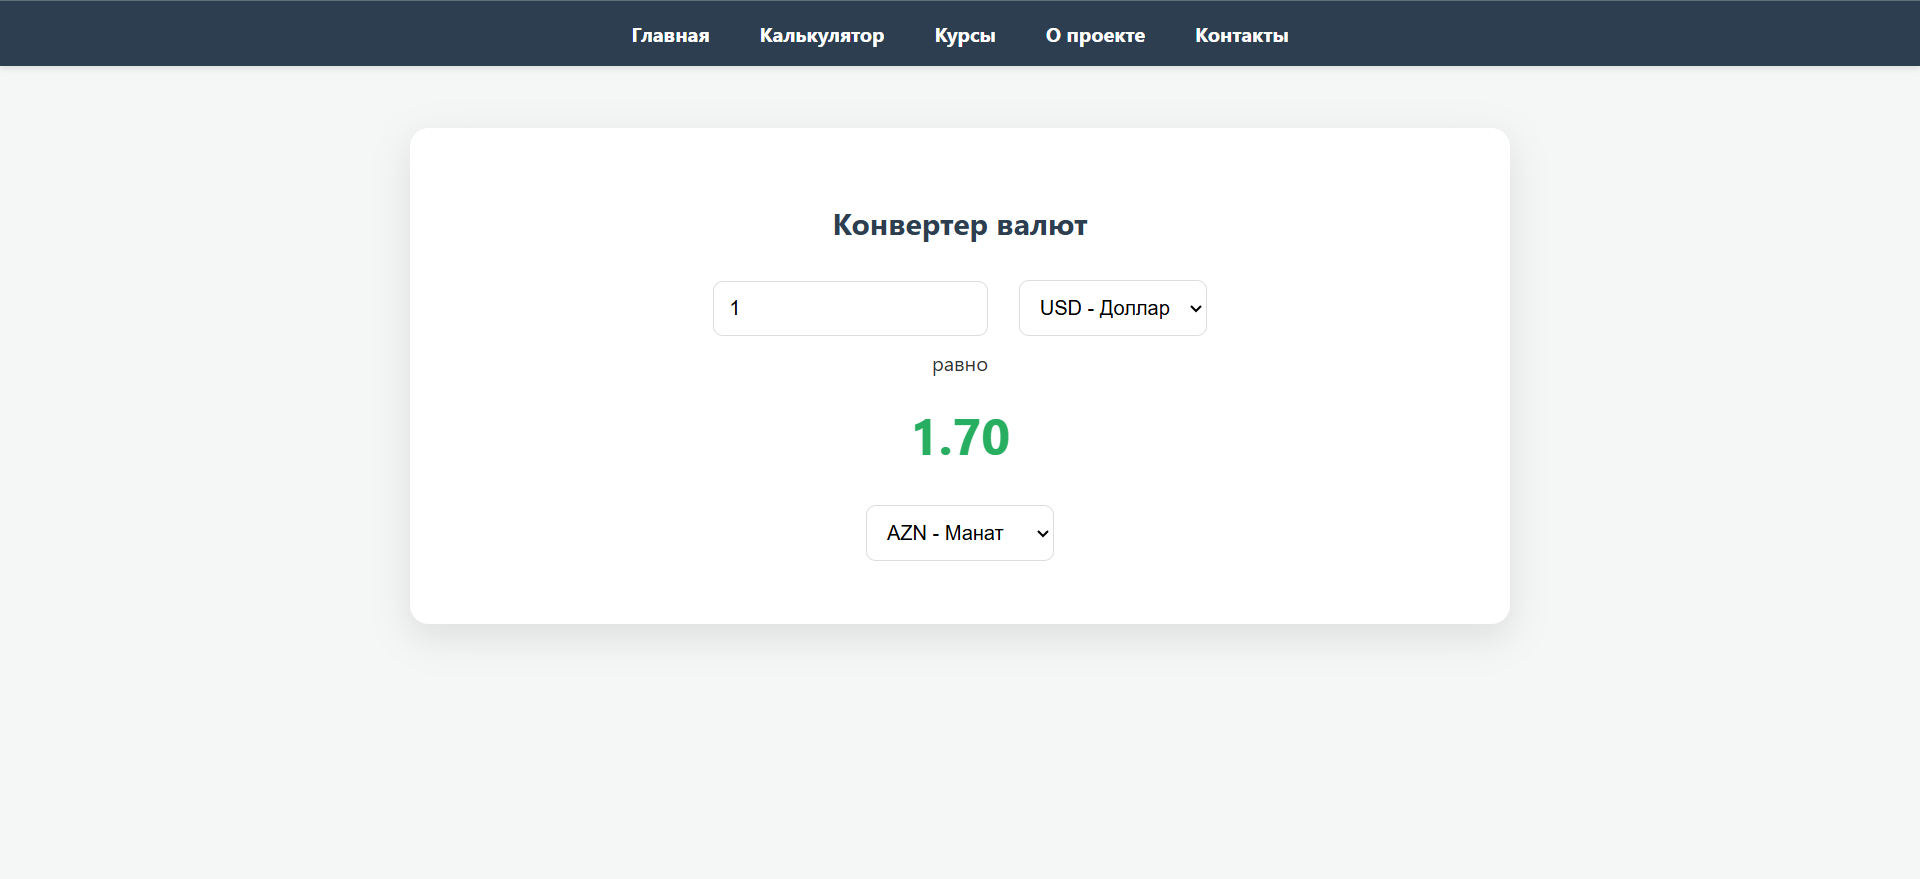 Главная Калькулятор Курсы О проекте Контакты
Конвертер валют
1 USD - Доллар
равно
1.70
AZN - Манат